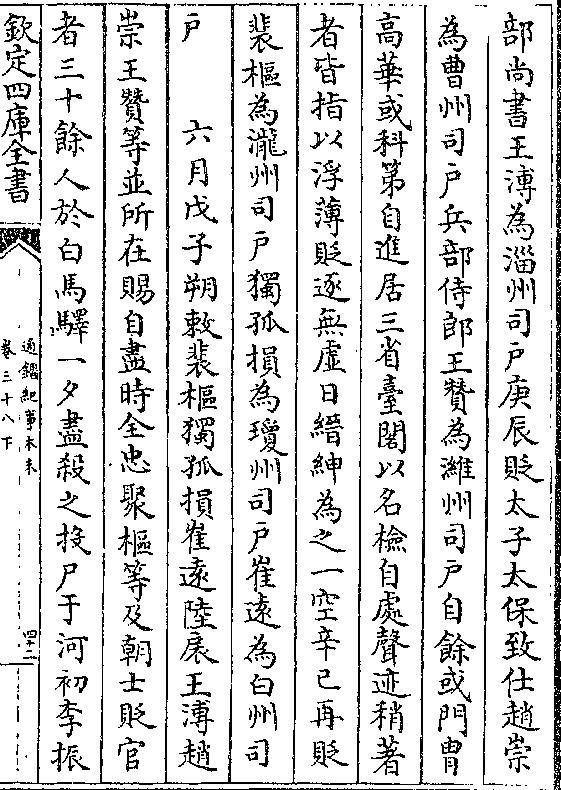 部尚書王溥為淄州司戶庚辰貶太子太保致仕趙崇
為曹州司戶兵部侍郎王贊為濰州司戶自餘或門冑
高華或科第自進居三省臺閣以名檢自處聲迹稍著
者皆指以浮薄貶逐無虛日縉紳為之一空辛巳再貶
裴樞為瀧州司戶獨孤損為瓊州司戶崔遠為白州司
戶　六月戊子朔敕裴樞獨孤損崔遠陸扆王溥趙
崇王贊等並所在賜自盡時全忠聚樞等及朝士貶官
者三十餘人於白馬驛一夕盡殺之投尸于河初李振
欽定四庫全書
通鑑紀事本末
卷三十八下
四二